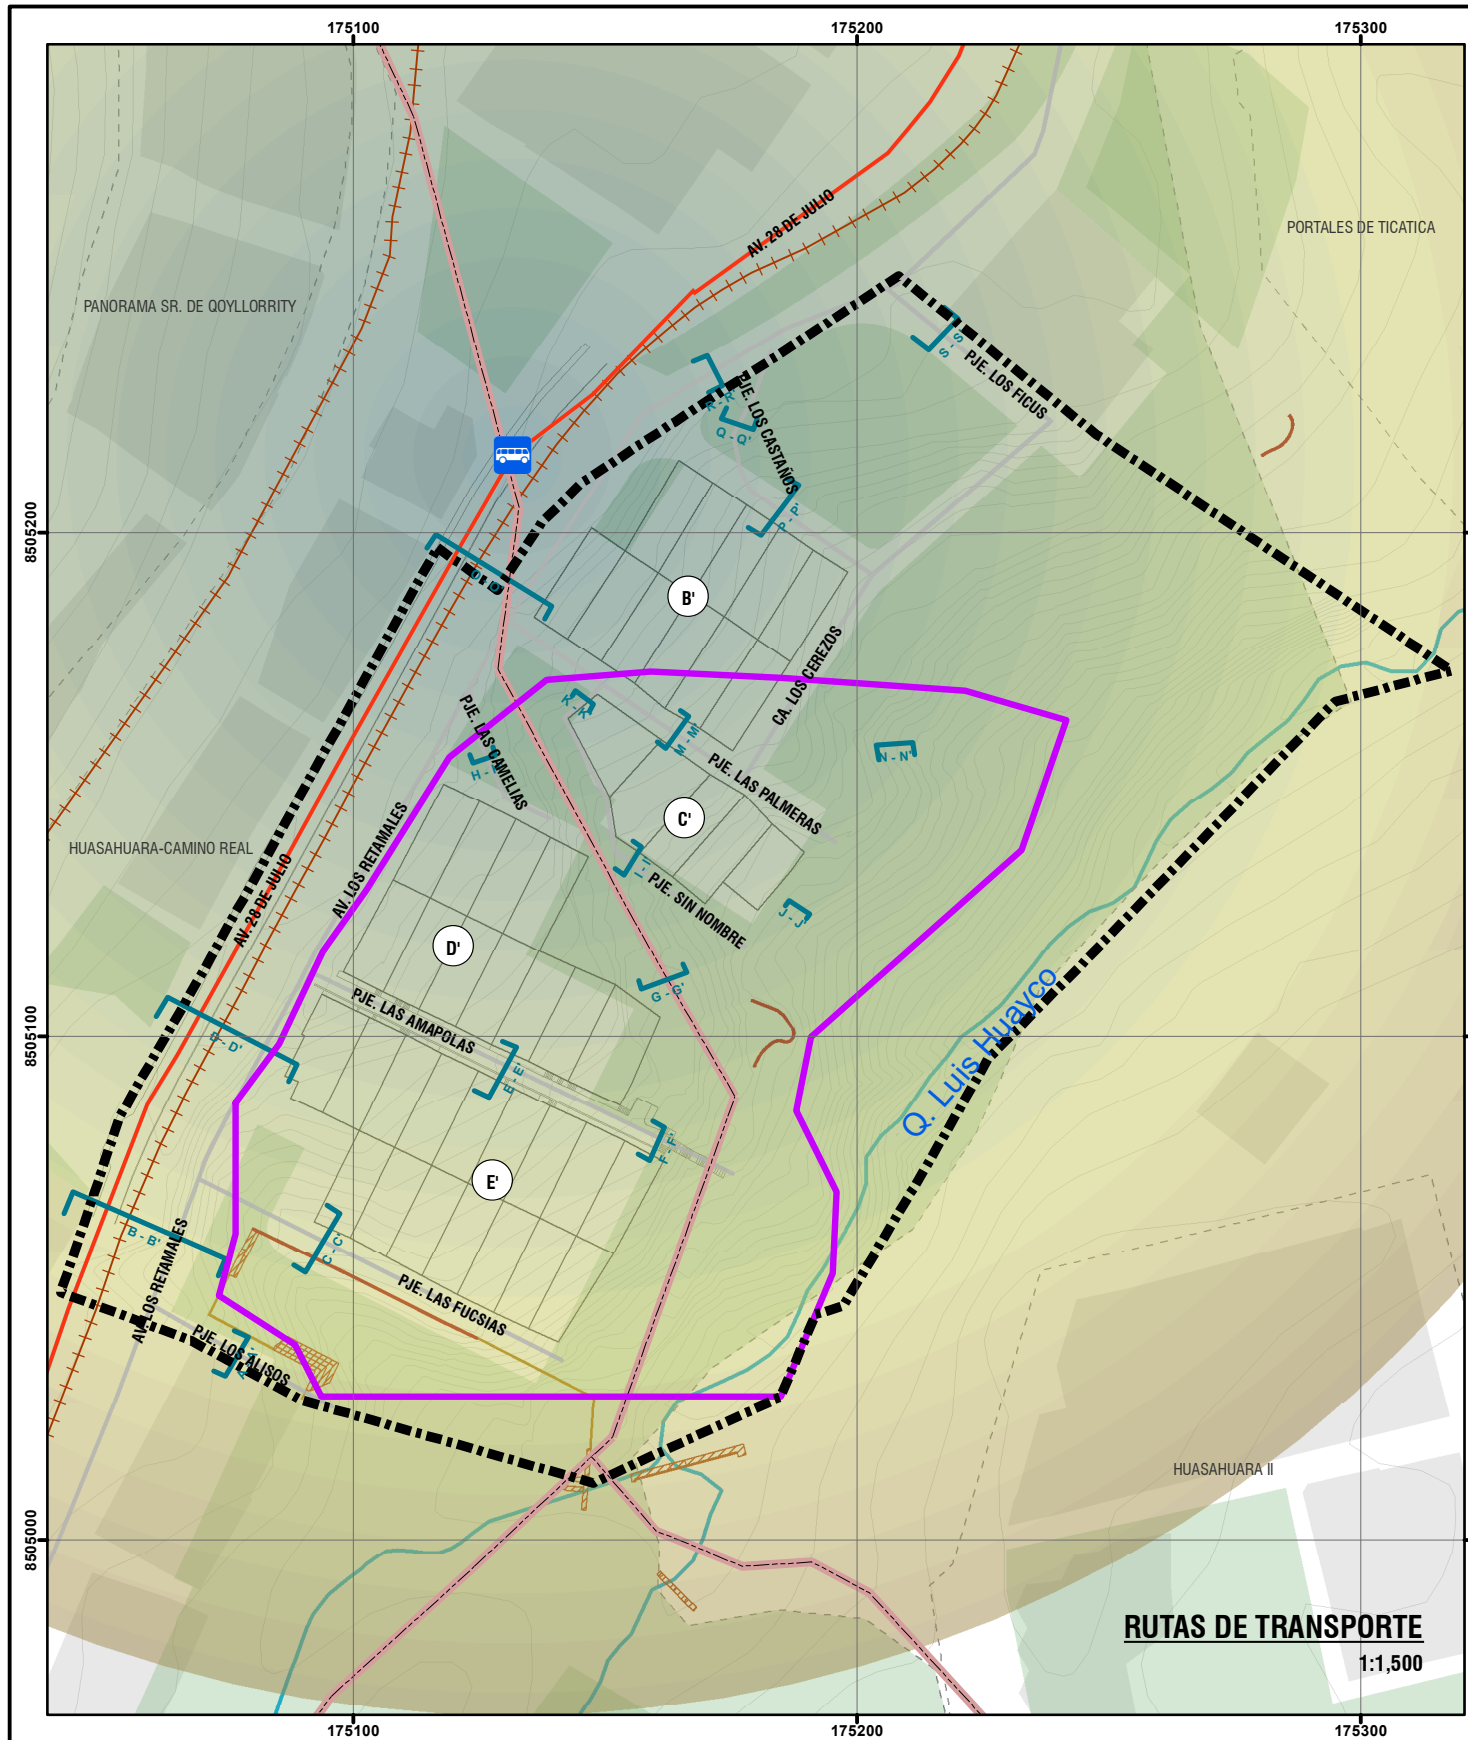 175100
175200
175300
AV. 28 DE JULIO
PORTALES DE TICATICA
PANORAMA SR. DE QOYLLORRITY
S - S'
PJE. LOS FICUS
R - R'
PJE. LOS CASTAÑOS
Q - Q'
P - P'
8505200
8505100
8505000
B'
CA. LOS CEREZOS
K - K'
M - M'
N - N'
PJE. LAS CAMELIAS
PJE. LAS PALMERAS
C'
AV. LOS RETAMALES
HUASAHUARA-CAMINO REAL
AV. 28 DE JULIO
I - I'
PJE. SIN NOMBRE
J - J'
D'
G - G'
PJE. LAS AMAPOLAS
D - D'
E - E'
Q. Luis Huayco
F - F'
E'
B - B'
C - C'
AV. LOS RETAMALES
PJE. LAS FUCSIAS
PJE. LOS ALISOS
HUASAHUARA II
RUTAS DE TRANSPORTE
1:1,500
175100
175200
175300